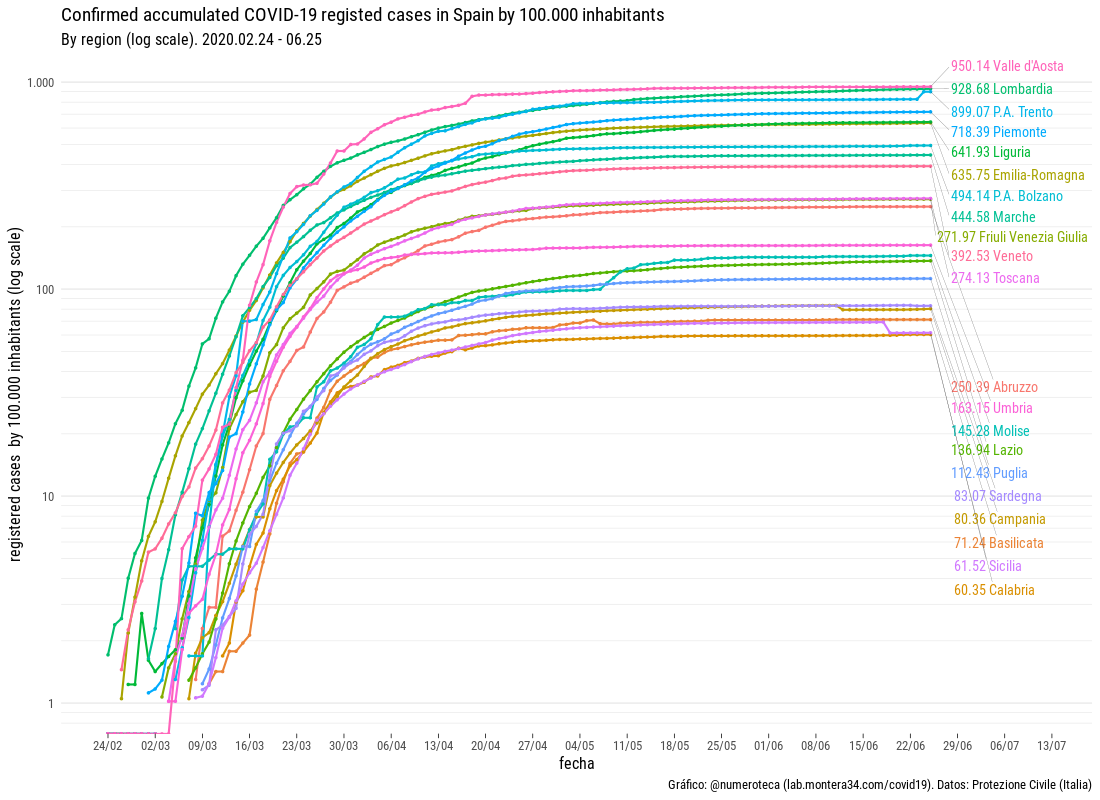 Confirmed accumulated COVID-19 registed cases in Spain by 100.000 inhabitants
By region (log scale). 2020.02.24 - 06.25
registered cases by 100.000 inhabitants (log scale)
1.000
100
10
1
950.14 Valle d'Aosta
928.68 Lombardia
899.07 P.A. Trento
718.39 Piemonte
641.93 Liguria
635.75 Emilia-Romagna
494.14 P.A. Bolzano
444.58 Marche
271.97 Friuli Venezia Giulia
392.53 Veneto
274.13 Toscana
250.39 Abruzzo
163.15 Umbria
145.28 Molise
136.94 Lazio
112.43 Puglia
83.07 Sardegna
80.36 Campania
71.24 Basilicata
61.52 Sicilia
60.35 Calabria
24/02 02/03 09/03 16/03 23/03 30/03 06/04 13/04 20/04 27/04 04/05 11/05 18/05 25/05 01/06 08/06 15/06 22/06 29/06 06/07 13/07
fecha
Gráfico: @numeroteca (lab.montera34.com/covid19). Datos: Protezione Civile (Italia)